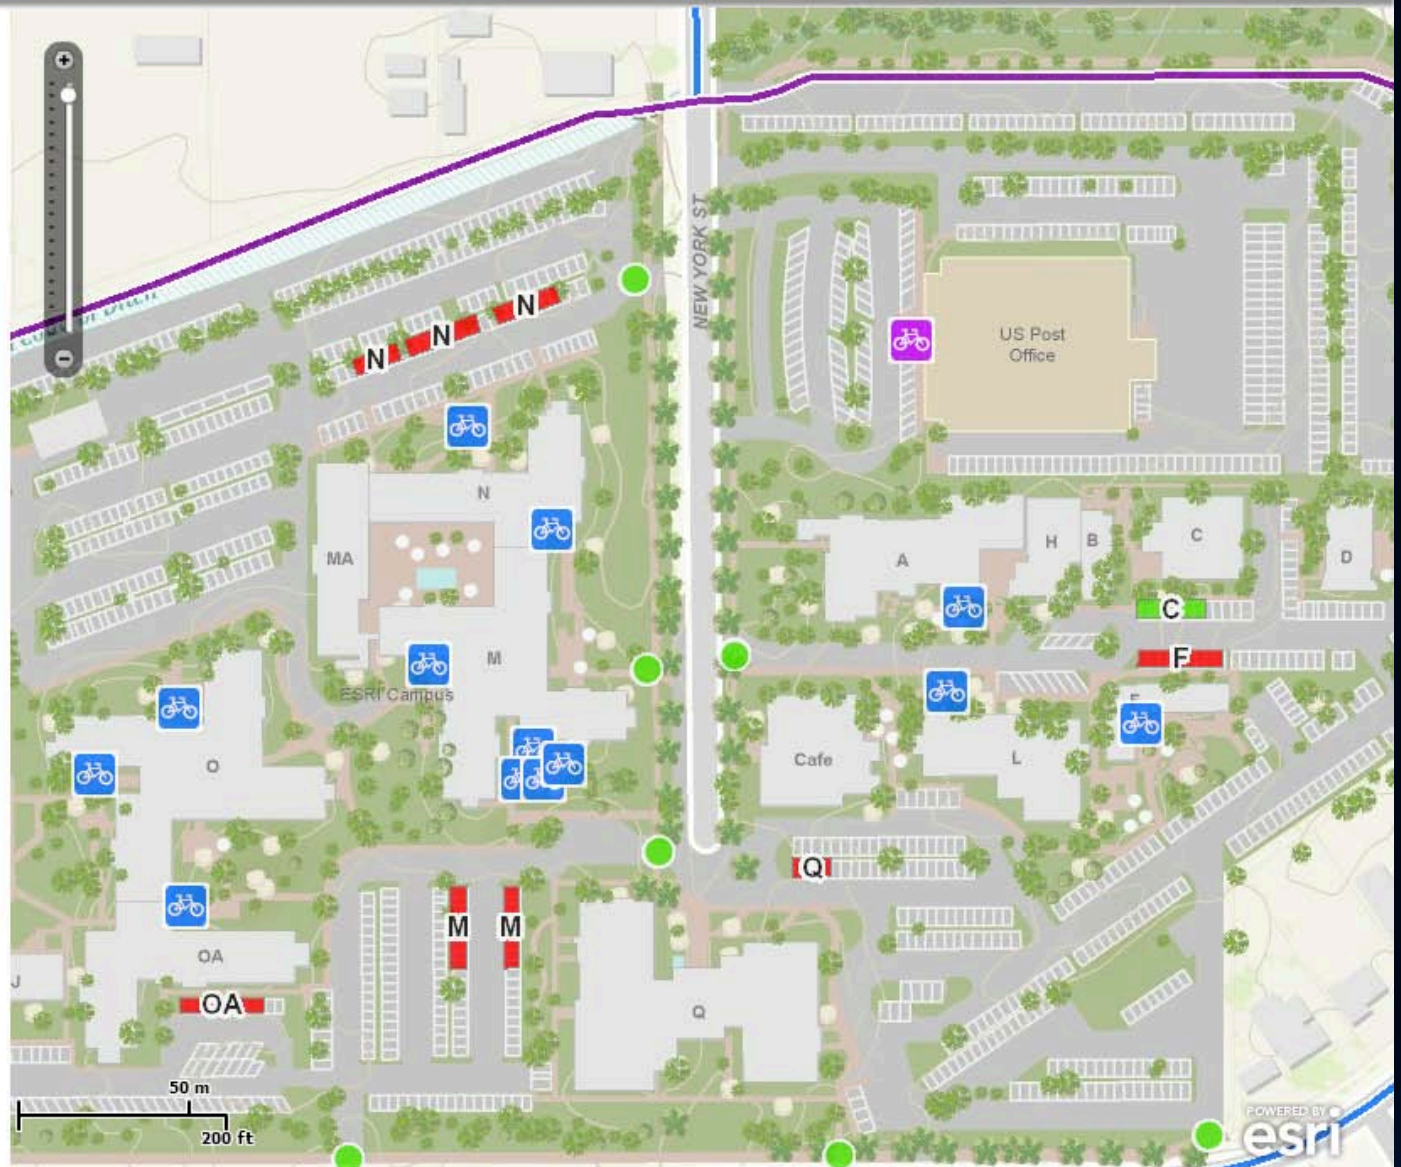 +
NEW YORK ST
N
N
N
−
US Post
Office
N
MA
A
H
B
C
D
C
M
F
ESRI Campus
O
Cafe
L
Q
M
M
OA
J
OA
Q
50 m
200 ft
POWERED BY
esri